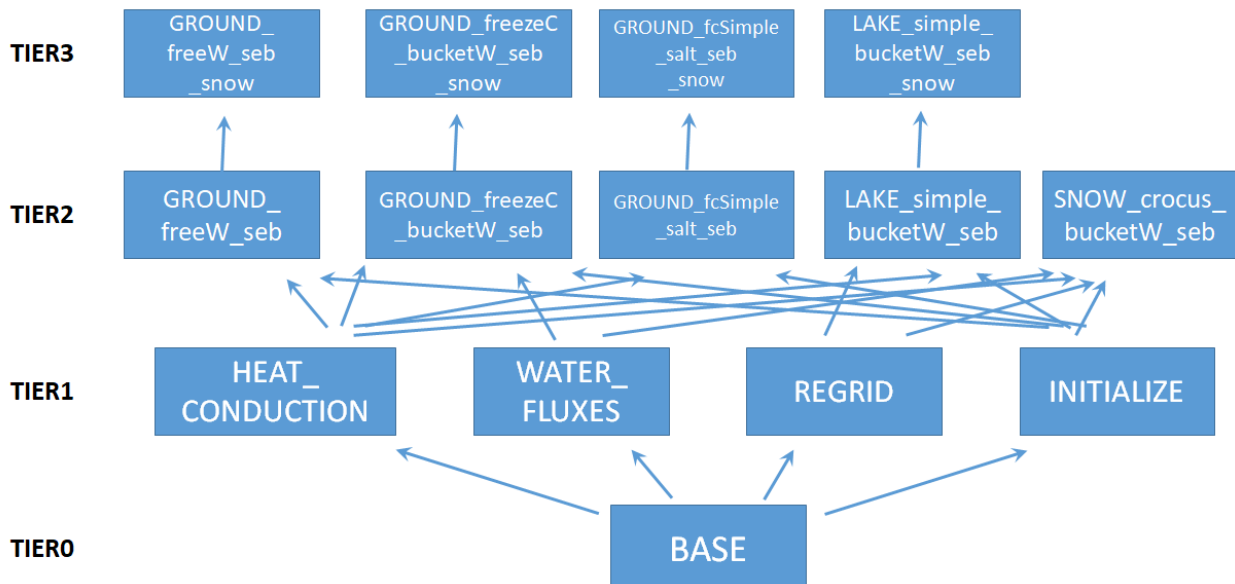 TIER3
GROUND_
freeW_seb
_snow
GROUND_freezeC
_bucketW_seb
_snow
GROUND_fcSimple
_salt_seb
_snow
LAKE_simple_
bucketW_seb
_snow
TIER2
GROUND_
freeW_seb
GROUND_freezeC
_bucketW_seb
GROUND_fcSimple
_salt_seb
LAKE_simple_
bucketW_seb
SNOW_crocus_
bucketW_seb
TIER1
HEAT_
CONDUCTION
WATER_
FLUXES
REGRID
INITIALIZE
TIER0
BASE